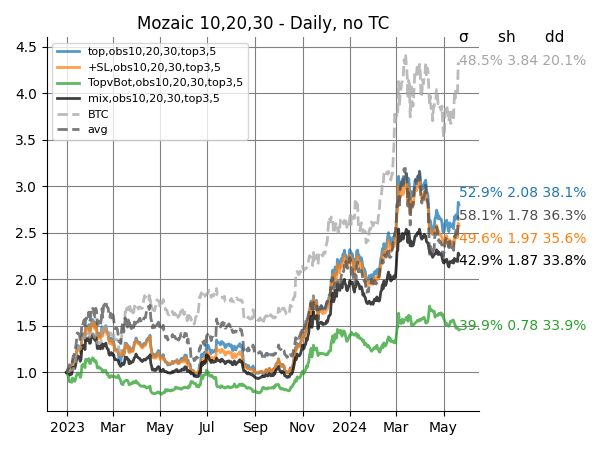 Mozaic 10,20,30 - Daily, no TC
σ sh dd
top,obs10,20,30,top3,5
+SL,obs10,20,30,top3,5
TopvBot,obs10,20,30,top3,5
mix,obs10,20,30,top3,5
BTC
avg
48.5% 3.84 20.1%
52.9% 2.08 38.1%
58.1% 1.78 36.3%
49.6% 1.97 35.6%
42.9% 1.87 33.8%
39.9% 0.78 33.9%
4.5
4.0
3.5
3.0
2.5
2.0
1.5
1.0
2023 Mar May Jul Sep Nov 2024 Mar May